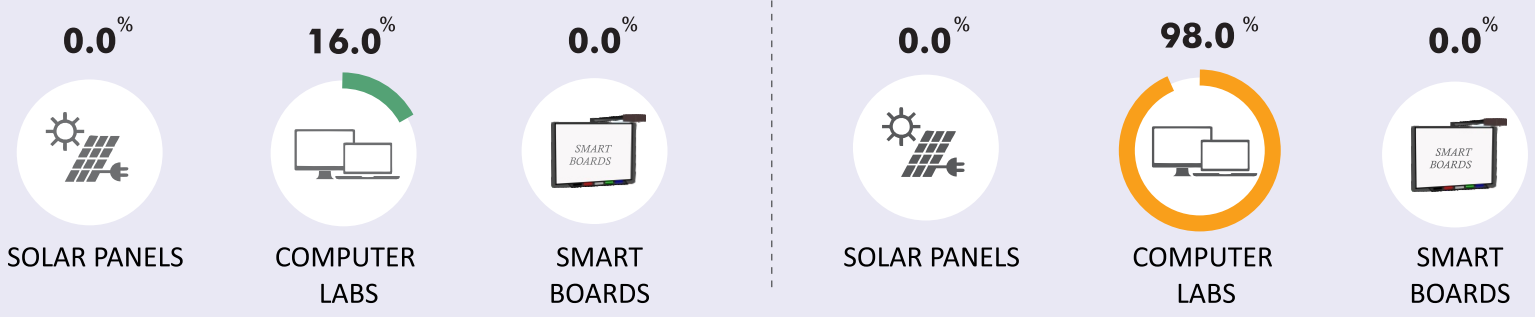 0.0%
16.0%
0.0%
SMART
BOARDS
SOLAR PANELS
COMPUTER
LABS
SMART
BOARDS
0.0%
98.0 %
0.0%
SMART
BOARDS
SOLAR PANELS
COMPUTER
LABS
SMART
BOARDS